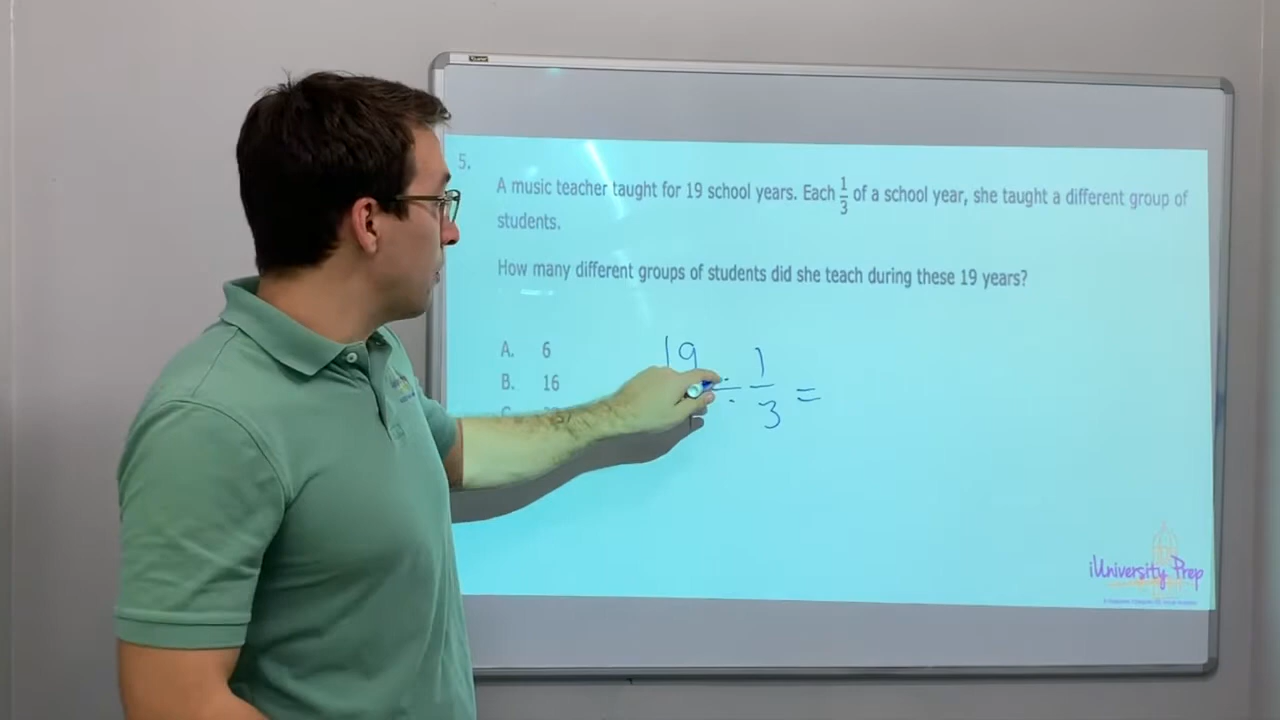 5.
A music teacher taught for 19 school years. Each 1/3 of a school year, she taught a different group of
students.
How many different groups of students did she teach during these 19 years?
A. 6
B. 16
19 ÷ 1/3 =
iUniversity Prep